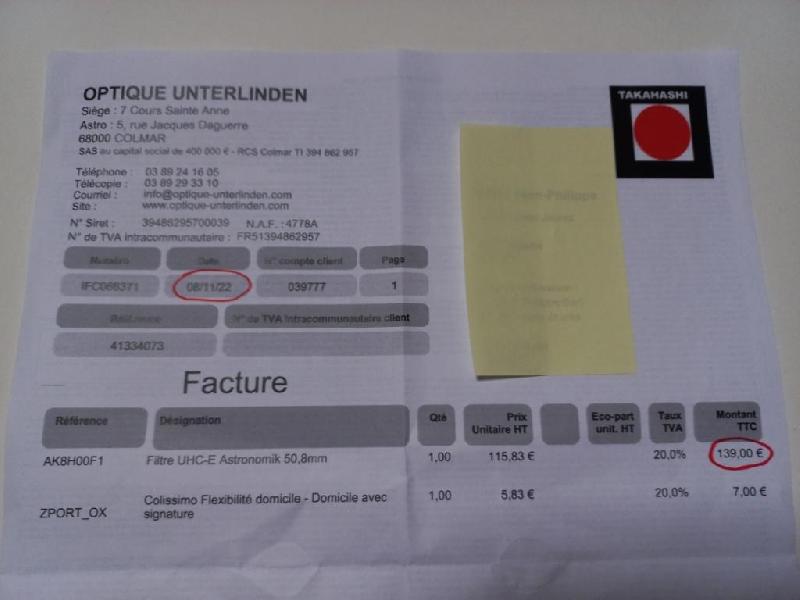 OPTIQUE UNTERLINDEN
Siège : 7 Cours Sainte Anne
Astro : 5, rue Jacques Daguerre
68000 COLMAR
SAS au capital social de 400 000 € - RCS Colmar TI 394 862 957
Téléphone : 03 89 24 16 05
Télécopie : 03 89 29 33 10
Courriel : info@optique-unterlinden.com
Site : www.optique-unterlinden.com
N° Siret : 39486295700039 N.A.F. : 4778A
N° de TVA Intracommunautaire : FR51394862957
TAKAHASHI
Numéro Date N° compte client Page
IFC066371 08/11/22 039777 1
Référence N° de TVA Intracommunautaire client
41334073
Facture
Référence Désignation Qté Prix Unitaire HT Eco-part unit. HT Taux TVA Montant TTC
AK8H00F1 Filtre UHC-E Astronomik 50,8mm 1,00 115,83 € 20,0% 139,00 €
ZPORT_OX Colissimo Flexibilité domicile - Domicile avec signature 1,00 5,83 € 20,0% 7,00 €